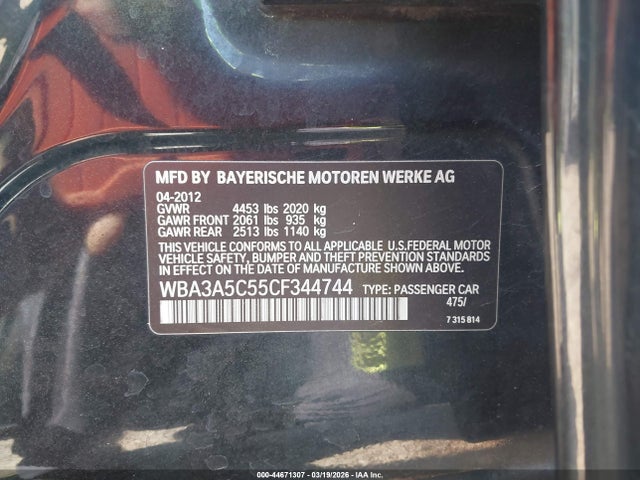 MFD BY BAYERISCHE MOTOREN WERKE AG
04-2012
GVWR 4453 lbs 2020 kg
GAWR FRONT 2061 lbs 935 kg
GAWR REAR 2513 lbs 1140 kg
THIS VEHICLE CONFORMS TO ALL APPLICABLE U.S.FEDERAL MOTOR
VEHICLE SAFETY, BUMPER AND THEFT PREVENTION STANDARDS
IN EFFECT ON THE DATE OF MANUFACTURE SHOWN ABOVE.
WBA3A5C55CF344744 TYPE: PASSENGER CAR
475/
7 315 814
000-44671307 - 03/19/2026 - IAA Inc.